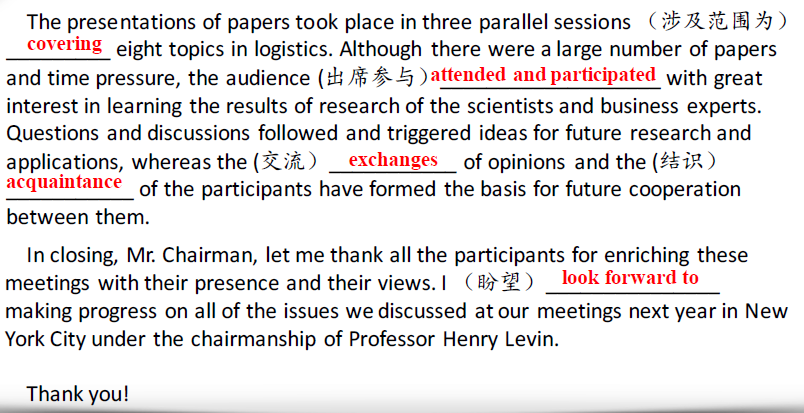 The presentations of papers took place in three parallel sessions （涉及范围为）
covering eight topics in logistics. Although there were a large number of papers
and time pressure, the audience (出席参与) attended and participated with great
interest in learning the results of research of the scientists and business experts.
Questions and discussions followed and triggered ideas for future research and
applications, whereas the (交流） exchanges of opinions and the (结识）
acquaintance of the participants have formed the basis for future cooperation
between them.
In closing, Mr. Chairman, let me thank all the participants for enriching these
meetings with their presence and their views. I （盼望） look forward to
making progress on all of the issues we discussed at our meetings next year in New
York City under the chairmanship of Professor Henry Levin.
Thank you!